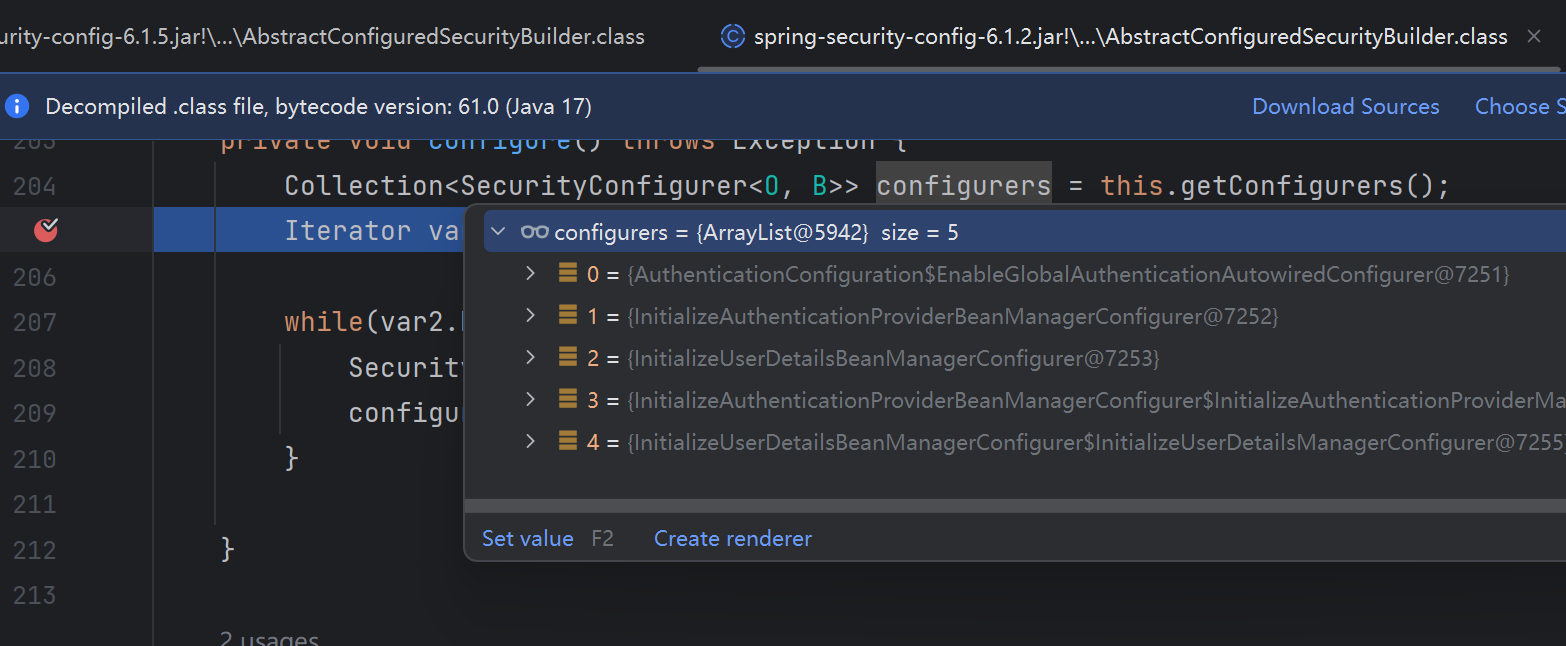 urity-config-6.1.5.jar!\...\AbstractConfiguredSecurityBuilder.class spring-security-config-6.1.2.jar!\...\AbstractConfiguredSecurityBuilder.class
Decompiled .class file, bytecode version: 61.0 (Java 17) Download Sources Choose S
203 private void configure() throws Exception {
204 Collection<SecurityConfigurer<O, B>> configurers = this.getConfigurers();
Iterator va
configurers = {ArrayList@5942} size = 5
0 = {AuthenticationConfiguration$EnableGlobalAuthenticationAutowiredConfigurer@7251}
206
1 = {InitializeAuthenticationProviderBeanManagerConfigurer@7252}
207 while(var2.
2 = {InitializeUserDetailsBeanManagerConfigurer@7253}
208 Security
3 = {InitializeAuthenticationProviderBeanManagerConfigurer$InitializeAuthenticationProviderMa
209 configu
4 = {InitializeUserDetailsBeanManagerConfigurer$InitializeUserDetailsManagerConfigurer@7255
210 }
211
Set value F2 Create renderer
212 }
213
2 usages